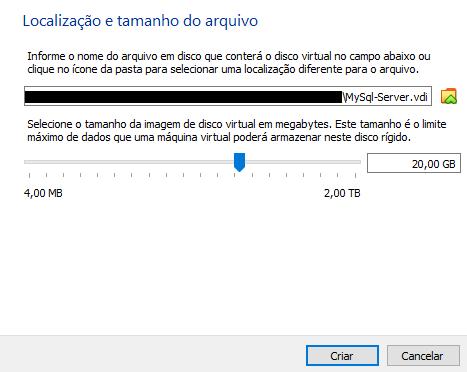 Localização e tamanho do arquivo
Informe o nome do arquivo em disco que conterá o disco virtual no campo abaixo ou
clique no ícone da pasta para selecionar uma localização diferente para o arquivo.
\MySql-Server.vdi
Selecione o tamanho da imagem de disco virtual em megabytes. Este tamanho é o limite
máximo de dados que uma máquina virtual poderá armazenar neste disco rígido.
20,00 GB
4,00 MB 2,00 TB
Criar Cancelar